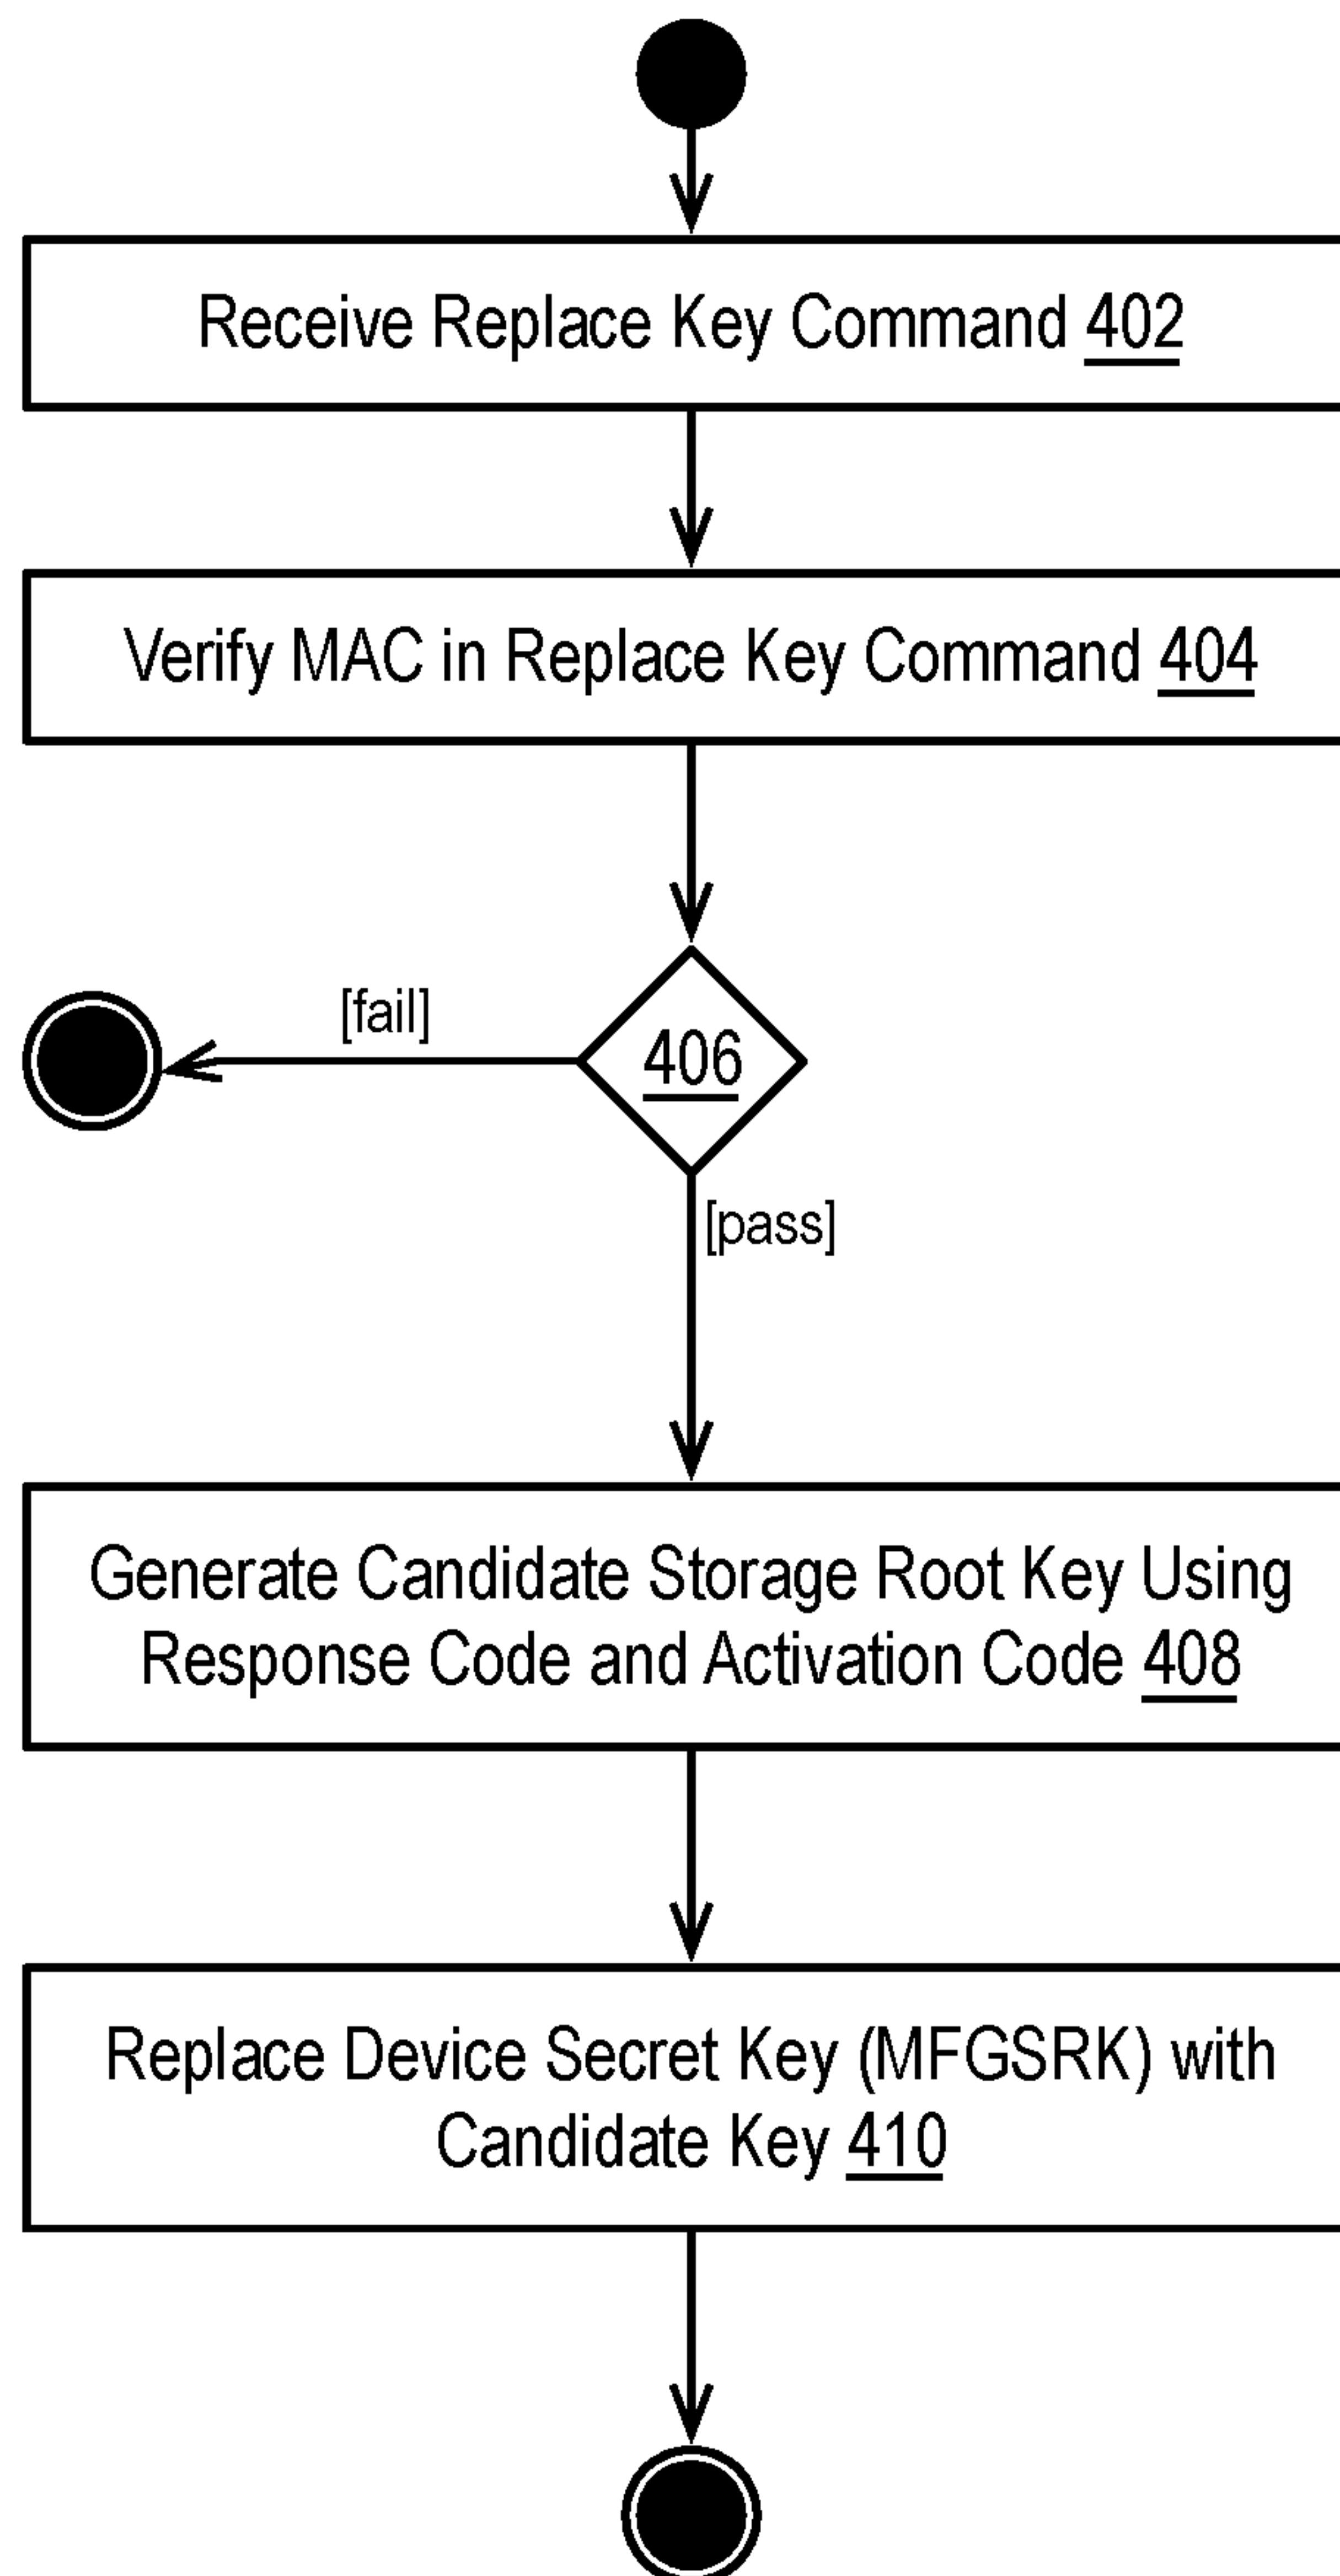 Receive Replace Key Command 402
Verify MAC in Replace Key Command 404
[fail]
406
[pass]
Generate Candidate Storage Root Key Using
Response Code and Activation Code 408
Replace Device Secret Key (MFGSRK) with
Candidate Key 410